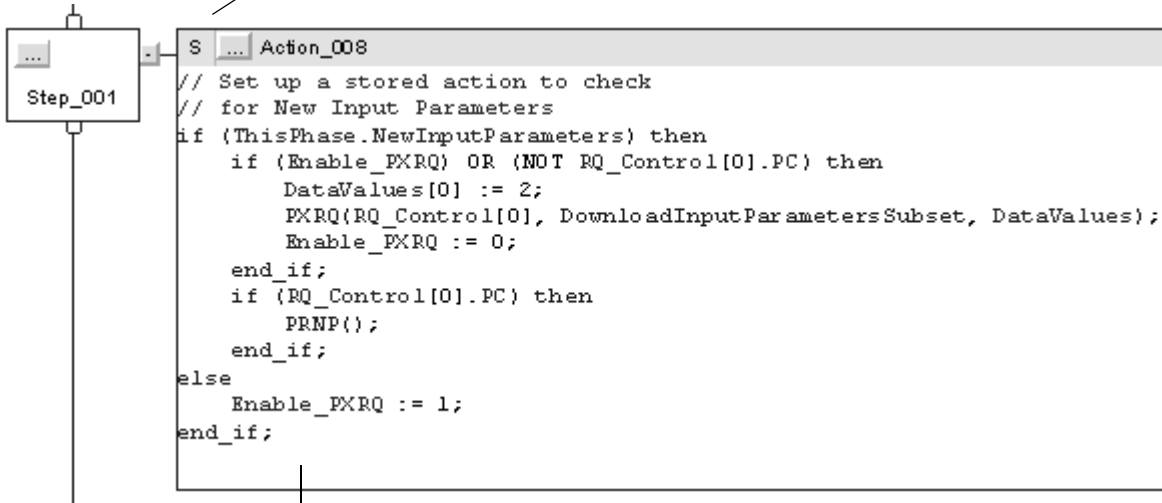 S ... Action_008
...
Step_001
// Set up a stored action to check
// for New Input Parameters
if (ThisPhase.NewInputParameters) then
    if (Enable_PXRQ) OR (NOT RQ_Control[0].PC) then
        DataValues[0] := 2;
        PXRQ(RQ_Control[0], DownloadInputParametersSubset, DataValues);
        Enable_PXRQ := 0;
    end_if;
    if (RQ_Control[0].PC) then
        PRNP();
    end_if;
else
    Enable_PXRQ := 1;
end_if;